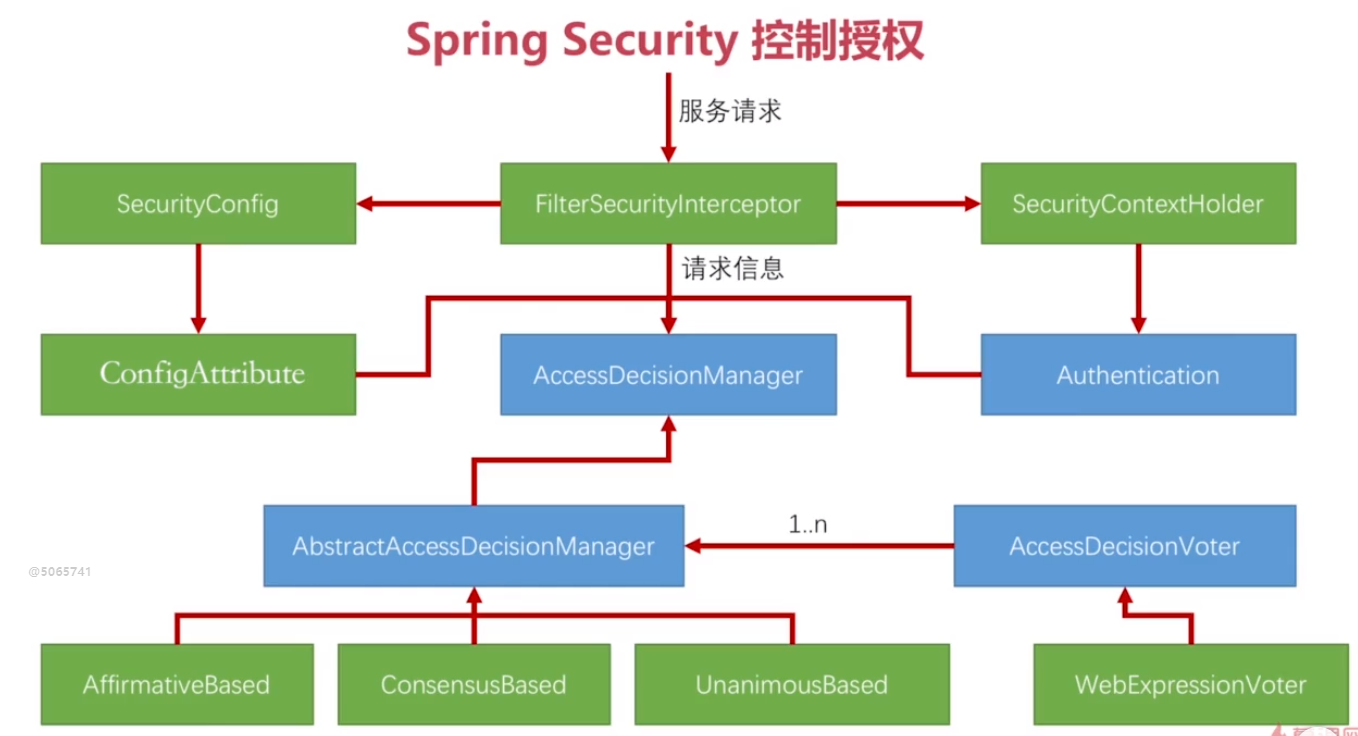 Spring Security 控制授权
服务请求
SecurityConfig
FilterSecurityInterceptor
SecurityContextHolder
请求信息
ConfigAttribute
AccessDecisionManager
Authentication
1..n
AbstractAccessDecisionManager
AccessDecisionVoter
@5065741
AffirmativeBased
ConsensusBased
UnanimousBased
WebExpressionVoter